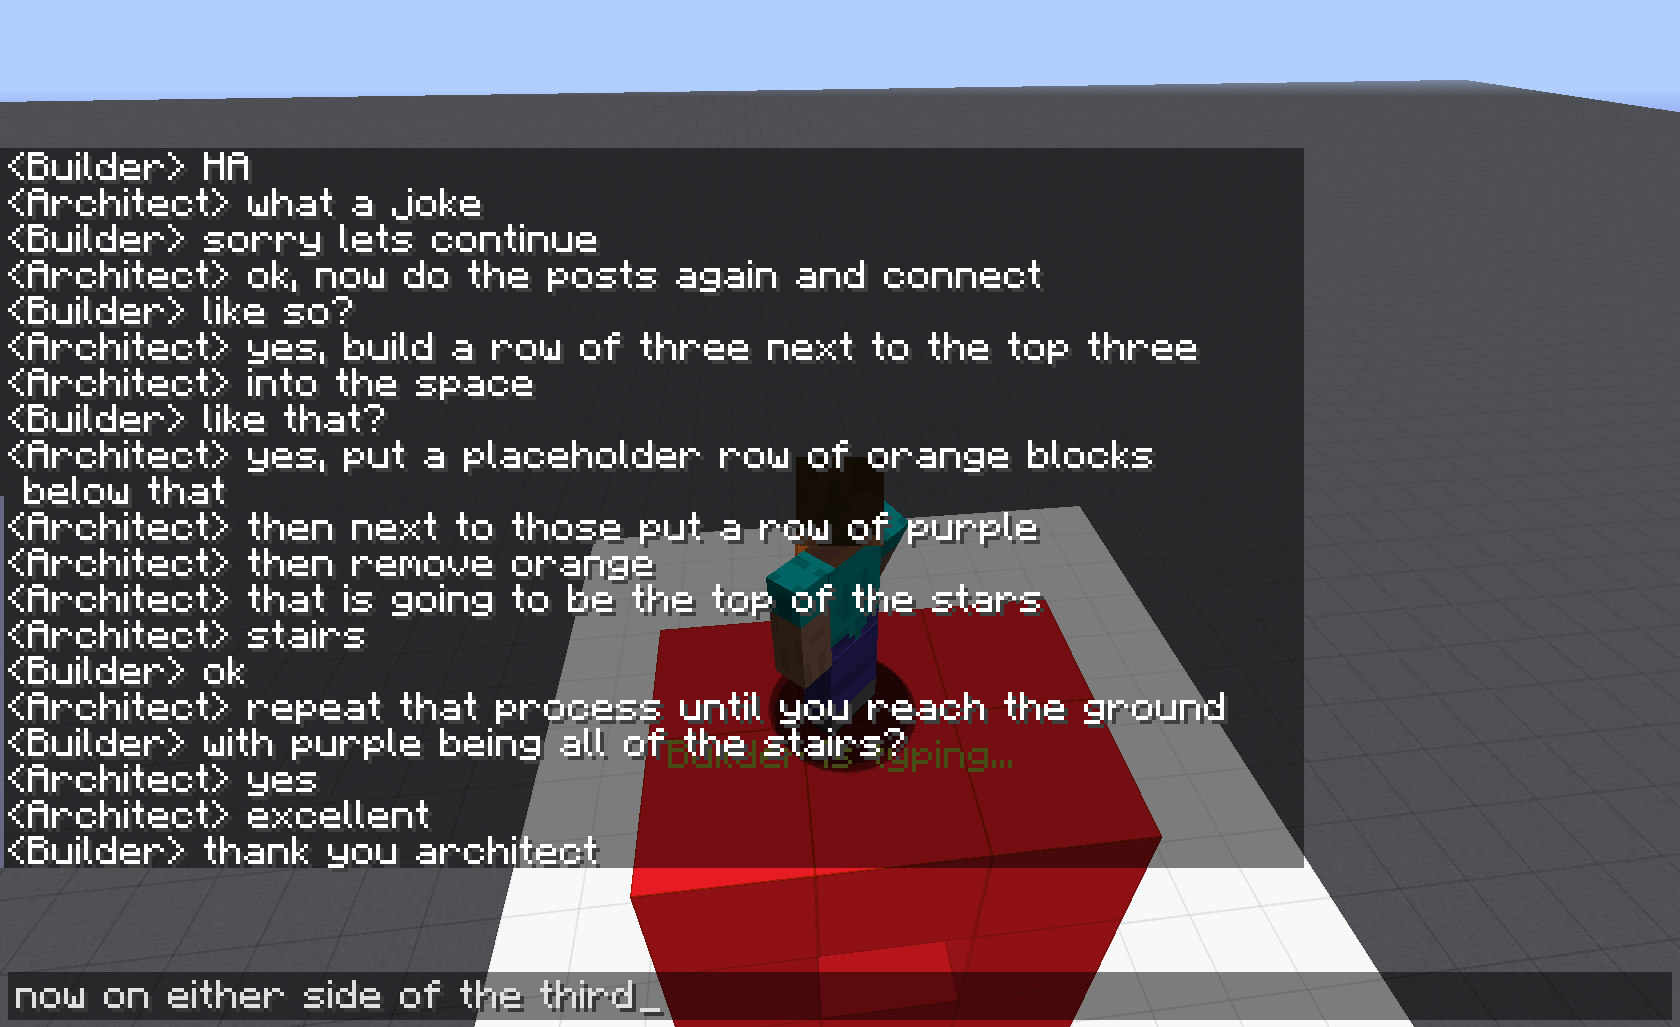 <Builder> HA
<Architect> what a joke
<Builder> sorry lets continue
<Architect> ok, now do the posts again and connect
<Builder> like so?
<Architect> yes, build a row of three next to the top three
<Architect> into the space
<Builder> like that?
<Architect> yes, put a placeholder row of orange blocks
below that
<Architect> then next to those put a row of purple
<Architect> then remove orange
<Architect> that is going to be the top of the stars
<Architect> stairs
<Builder> ok
<Architect> repeat that process until you reach the ground
<Builder> with purple being all of the stairs?
Builder is typing...
<Architect> yes
<Architect> excellent
<Builder> thank you architect
now on either side of the third_